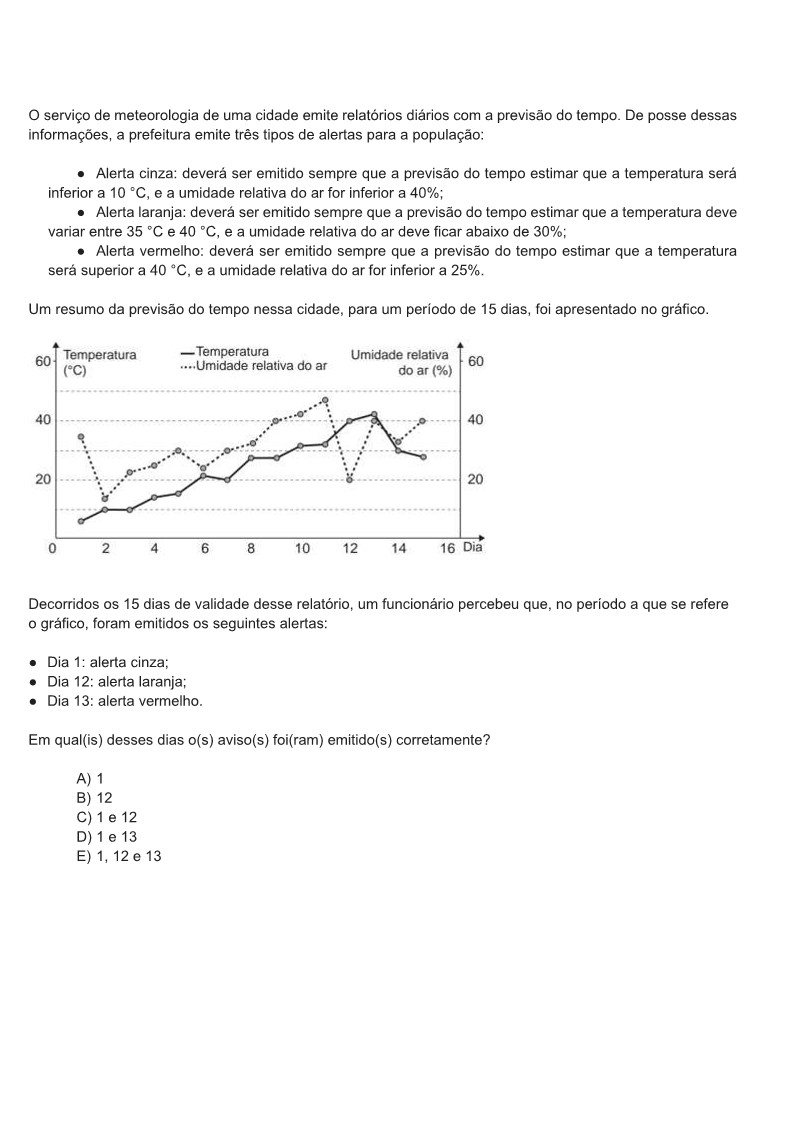 O serviço de meteorologia de uma cidade emite relatórios diários com a previsão do tempo. De posse dessas
informações, a prefeitura emite três tipos de alertas para a população:
● Alerta cinza: deverá ser emitido sempre que a previsão do tempo estimar que a temperatura será
inferior a 10 °C, e a umidade relativa do ar for inferior a 40%;
● Alerta laranja: deverá ser emitido sempre que a previsão do tempo estimar que a temperatura deve
variar entre 35 °C e 40 °C, e a umidade relativa do ar deve ficar abaixo de 30%;
● Alerta vermelho: deverá ser emitido sempre que a previsão do tempo estimar que a temperatura
será superior a 40 °C, e a umidade relativa do ar for inferior a 25%.
Um resumo da previsão do tempo nessa cidade, para um período de 15 dias, foi apresentado no gráfico.
60 Temperatura Temperatura Umidade relativa 60
(°C) Umidade relativa do ar do ar (%)
40 40
20 20
0 2 4 6 8 10 12 14 16 Dia
Decorridos os 15 dias de validade desse relatório, um funcionário percebeu que, no período a que se refere
o gráfico, foram emitidos os seguintes alertas:
● Dia 1: alerta cinza;
● Dia 12: alerta laranja;
● Dia 13: alerta vermelho.
Em qual(is) desses dias o(s) aviso(s) foi(ram) emitido(s) corretamente?
A) 1
B) 12
C) 1 e 12
D) 1 e 13
E) 1, 12 e 13